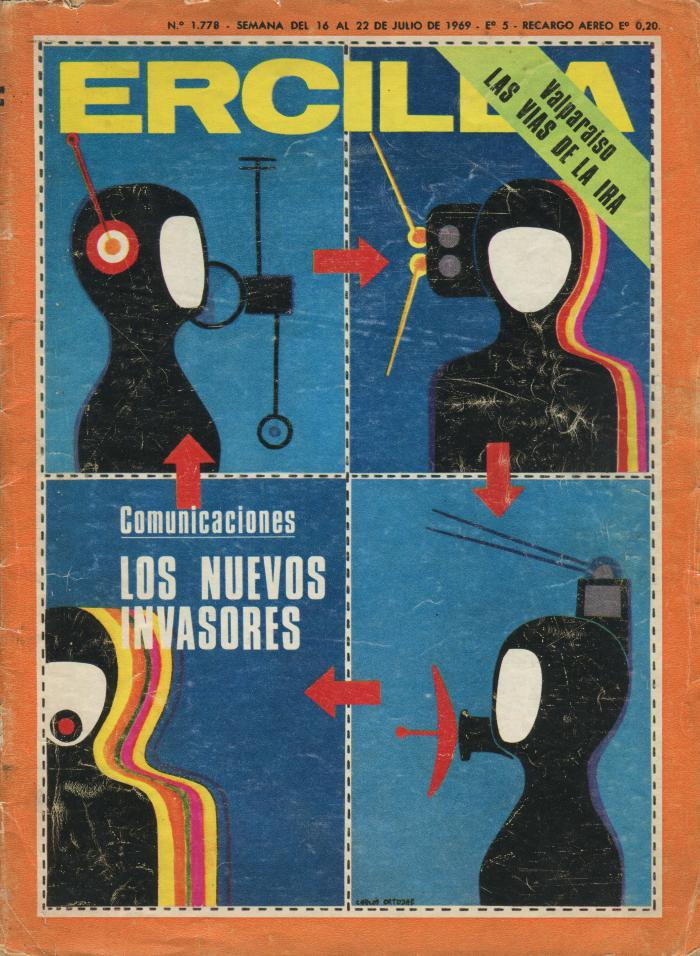 N.º 1.778 - SEMANA DEL 16 AL 22 DE JULIO DE 1969 - Eº 5 - RECARGO AEREO Eº 0,20.
ERCILLA
Valparaíso
LAS VIAS DE LA IRA
Comunicaciones
LOS NUEVOS
INVASORES